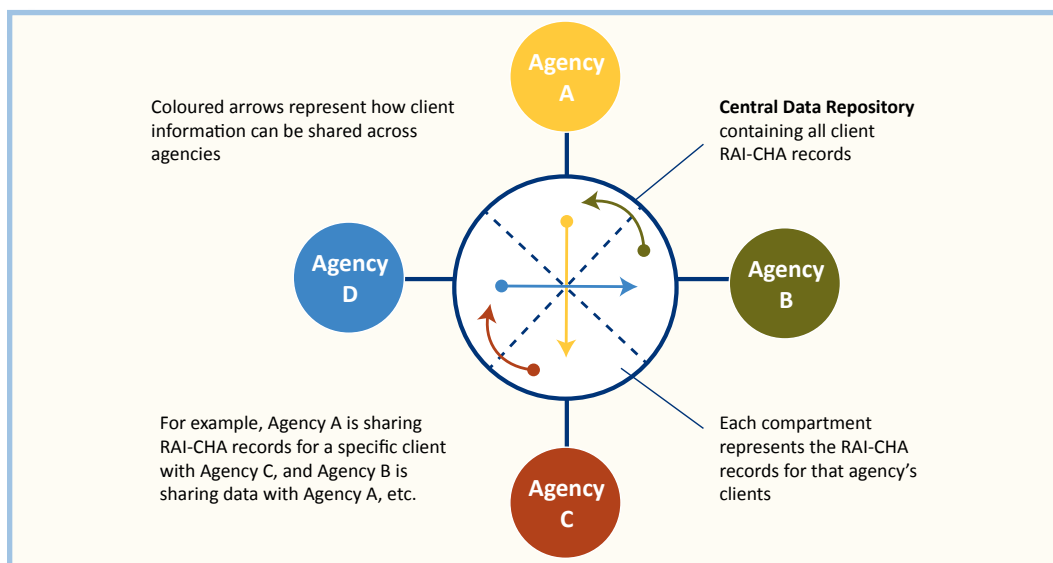 Agency
A
Coloured arrows represent how client
information can be shared across
agencies
Central Data Repository
containing all client
RAI-CHA records
Agency
D
Agency
B
For example, Agency A is sharing
RAI-CHA records for a specific client
with Agency C, and Agency B is
sharing data with Agency A, etc.
Each compartment
represents the RAI-CHA
records for that agency’s
clients
Agency
C